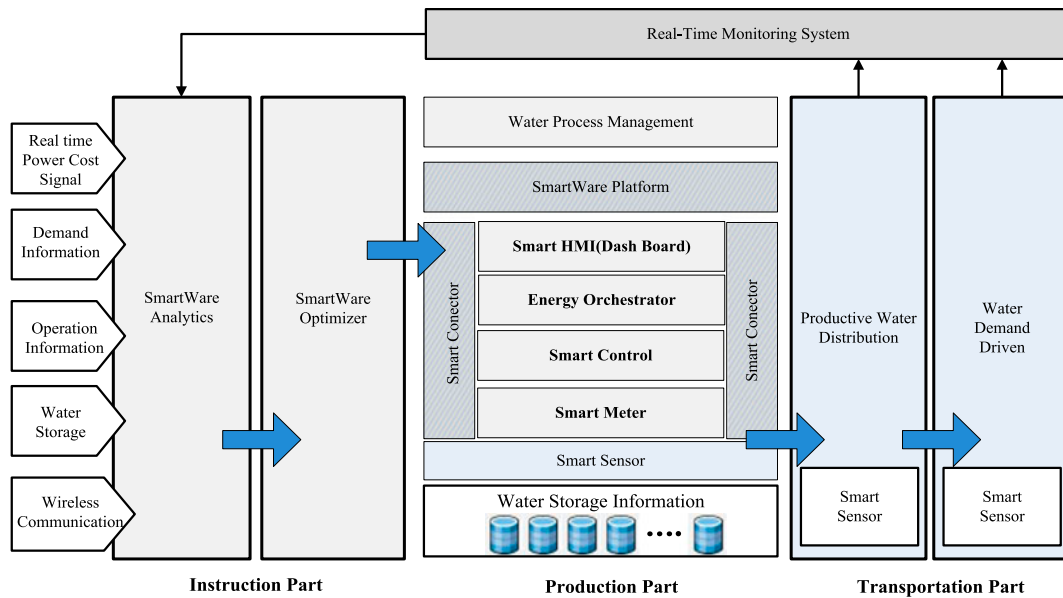 Real-Time Monitoring System
Real time
Power Cost
Signal
Demand
Information
Operation
Information
Water
Storage
Wireless
Communication
SmartWare
Analytics
SmartWare
Optimizer
Water Process Management
SmartWare Platform
Smart Conector
Smart HMI(Dash Board)
Energy Orchestrator
Smart Control
Smart Meter
Smart Conector
Smart Sensor
Water Storage Information
Productive Water
Distribution
Smart
Sensor
Water
Demand
Driven
Smart
Sensor
Instruction Part
Production Part
Transportation Part